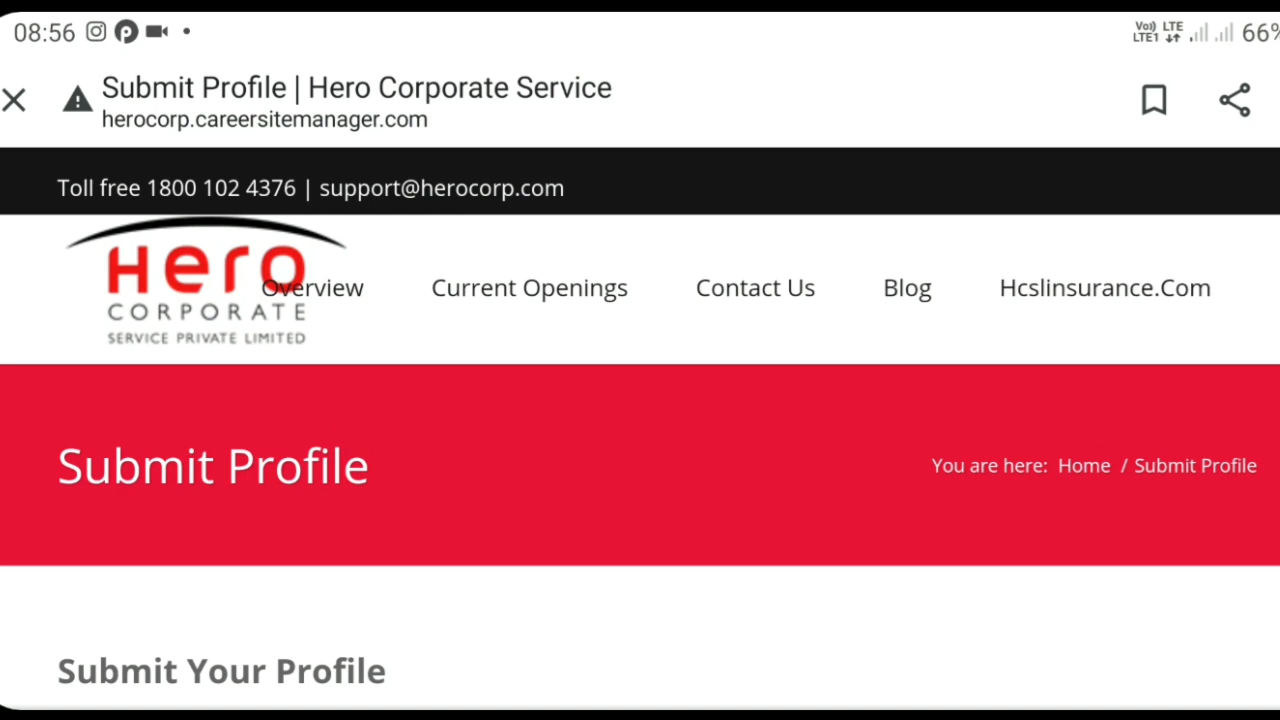 08:56
Vo)) LTE
LTE1
66%
Submit Profile | Hero Corporate Service
herocorp.careersitemanager.com
Toll free 1800 102 4376 | support@herocorp.com
Hero
CORPORATE
SERVICE PRIVATE LIMITED
Overview
Current Openings
Contact Us
Blog
Hcslinsurance.Com
Submit Profile
You are here: Home / Submit Profile
Submit Your Profile